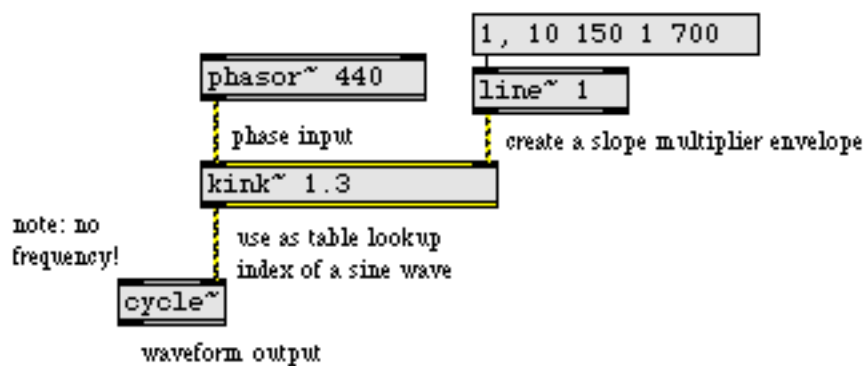 1, 10 150 1 700
phasor~ 440
line~ 1
phase input
create a slope multiplier envelope
kink~ 1.3
note: no
frequency!
use as table lookup
index of a sine wave
cycle~
waveform output